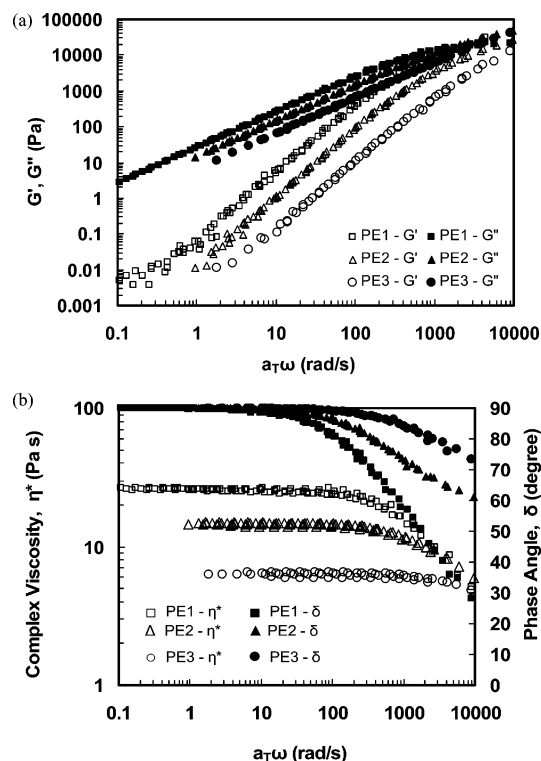 (a)
100000
10000
1000
100
10
1
0.1
0.01
0.001
G', G" (Pa)
PE1 - G' PE1 - G"
PE2 - G' PE2 - G"
PE3 - G' PE3 - G"
0.1 1 10 100 1000 10000
aTω (rad/s)
(b)
100
10
1
Complex Viscosity, η* (Pa s)
90
80
70
60
50
40
30
20
10
0
Phase Angle, δ (degree)
PE1 - η* PE1 - δ
PE2 - η* PE2 - δ
PE3 - η* PE3 - δ
0.1 1 10 100 1000 10000
aTω (rad/s)